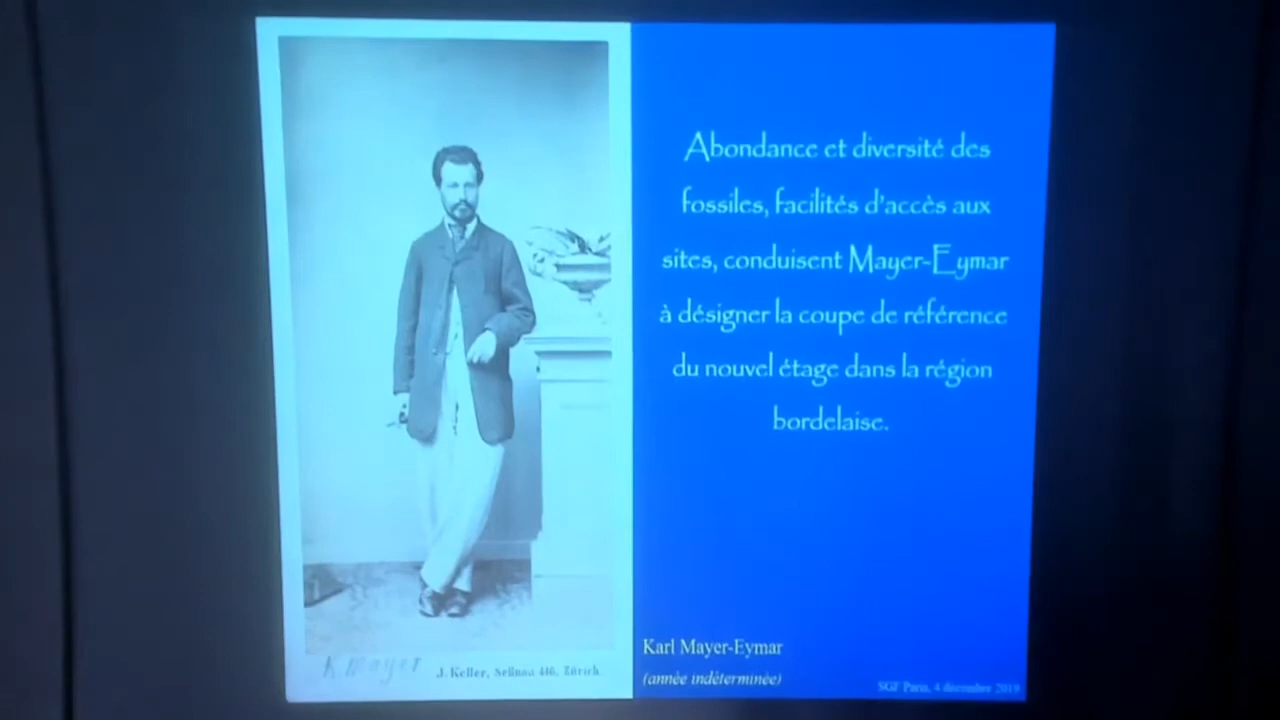 Abondance et diversité des
fossiles, facilités d'accès aux
sites, conduisent Mayer-Eymar
à désigner la coupe de référence
du nouvel étage dans la région
bordelaise.
K. Mayer
J. Keller, Selnau 416, Zürich.
Karl Mayer-Eymar
(année indéterminée)
SGF Paris, 4 décembre 2019